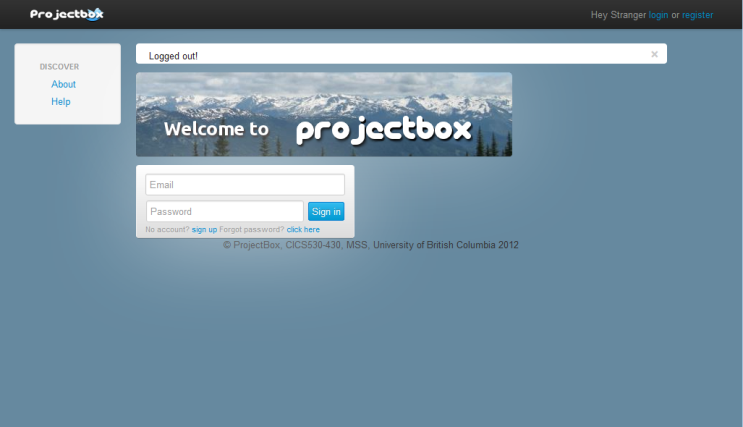 Projectbox
Hey Stranger login or register
DISCOVER
About
Help
Logged out!
×
Welcome to projectbox
Email
Password
Sign in
No account? sign up Forgot password? click here
© ProjectBox, CICS530-430, MSS, University of British Columbia 2012